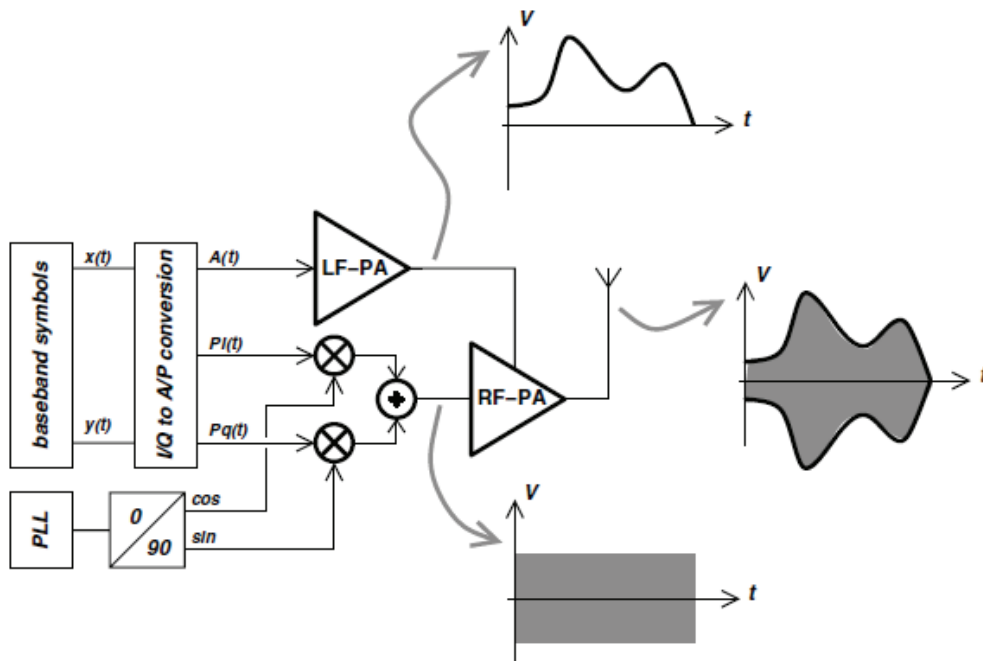 V
t
baseband symbols
x(t)
y(t)
I/Q to A/P conversion
A(t)
PI(t)
Pq(t)
LF-PA
RF-PA
V
t
PLL
0
90
cos
sin
V
t